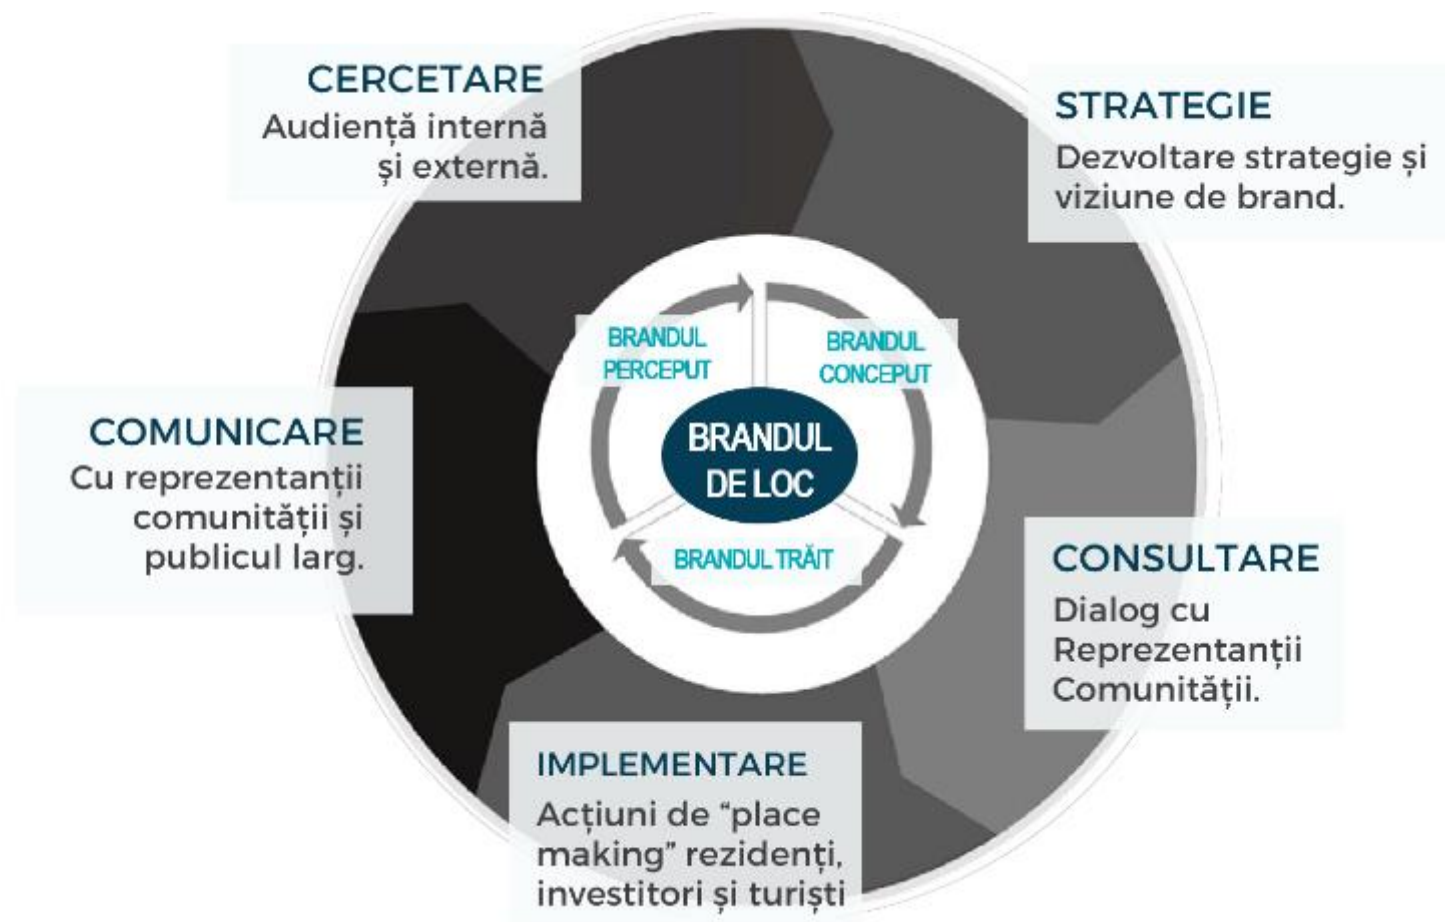 CERCETARE
Audiență internă
și externă.
STRATEGIE
Dezvoltare strategie și
viziune de brand.
BRANDUL
PERCEPUT
BRANDUL
CONCEPUT
BRANDUL
DE LOC
BRANDUL TRĂIT
COMUNICARE
Cu reprezentanții
comunității și
publicul larg.
CONSULTARE
Dialog cu
Reprezentanții
Comunității.
IMPLEMENTARE
Acțiuni de “place
making” rezidenți,
investitori și turiști